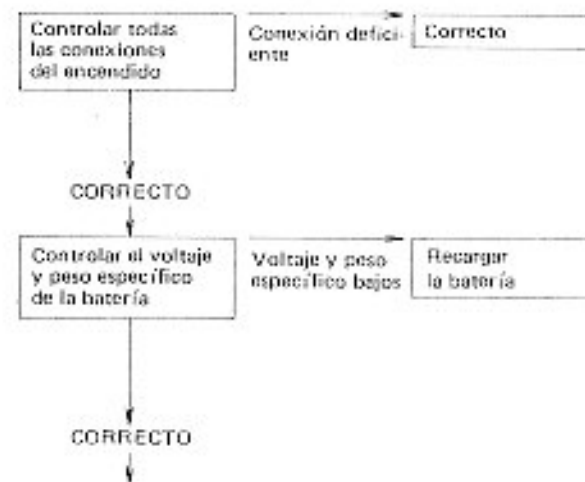 Controlar todas
las conexiones
del encendido
Conexión defici-
ente
Correcto
CORRECTO
Controlar el voltaje
y peso específico
de la batería
Voltaje y peso
específico bajos
Recargar
la batería
CORRECTO